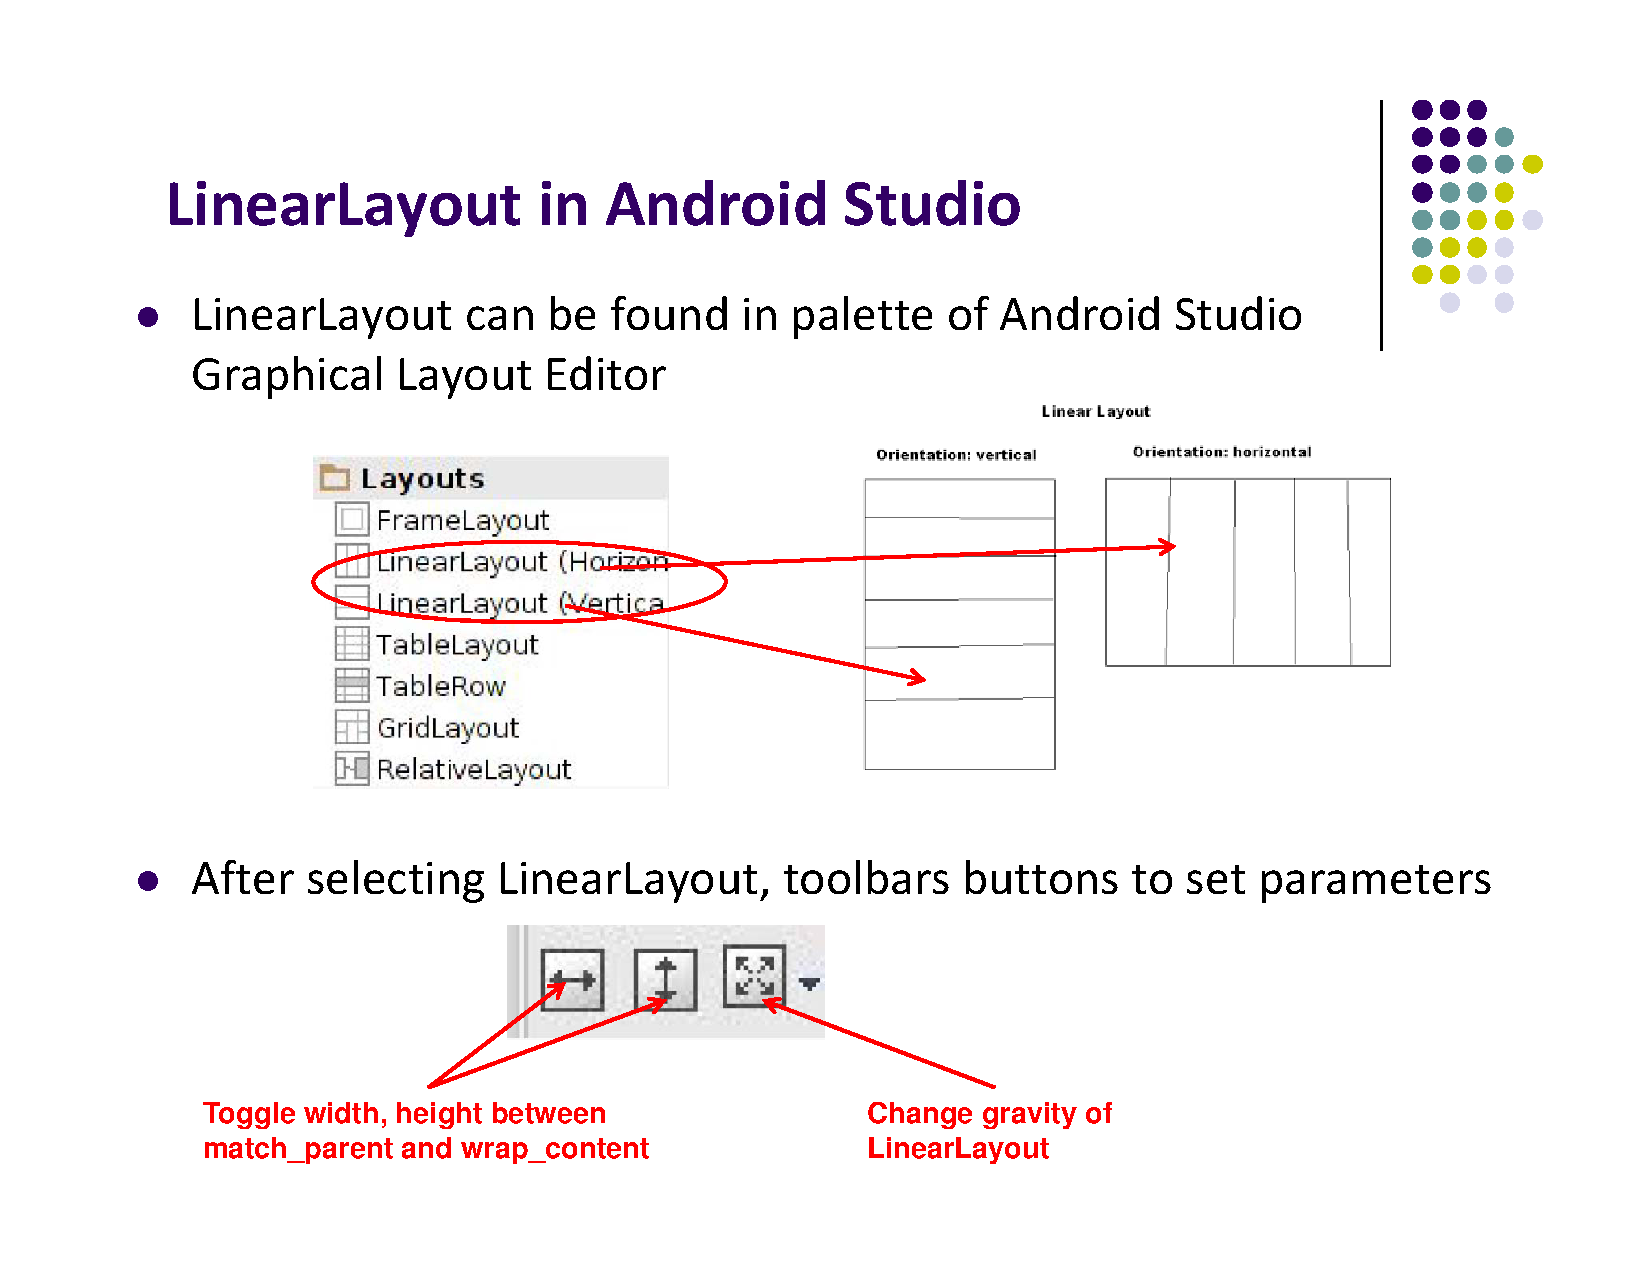 LinearLayout in Android Studio
LinearLayout can be found in palette of Android Studio
Graphical Layout Editor
Linear Layout
Orientation: vertical
Orientation: horizontal
Layouts
FrameLayout
LinearLayout (Horizon
LinearLayout (Vertica
TableLayout
TableRow
GridLayout
RelativeLayout
After selecting LinearLayout, toolbars buttons to set parameters
Toggle width, height between
match_parent and wrap_content
Change gravity of
LinearLayout